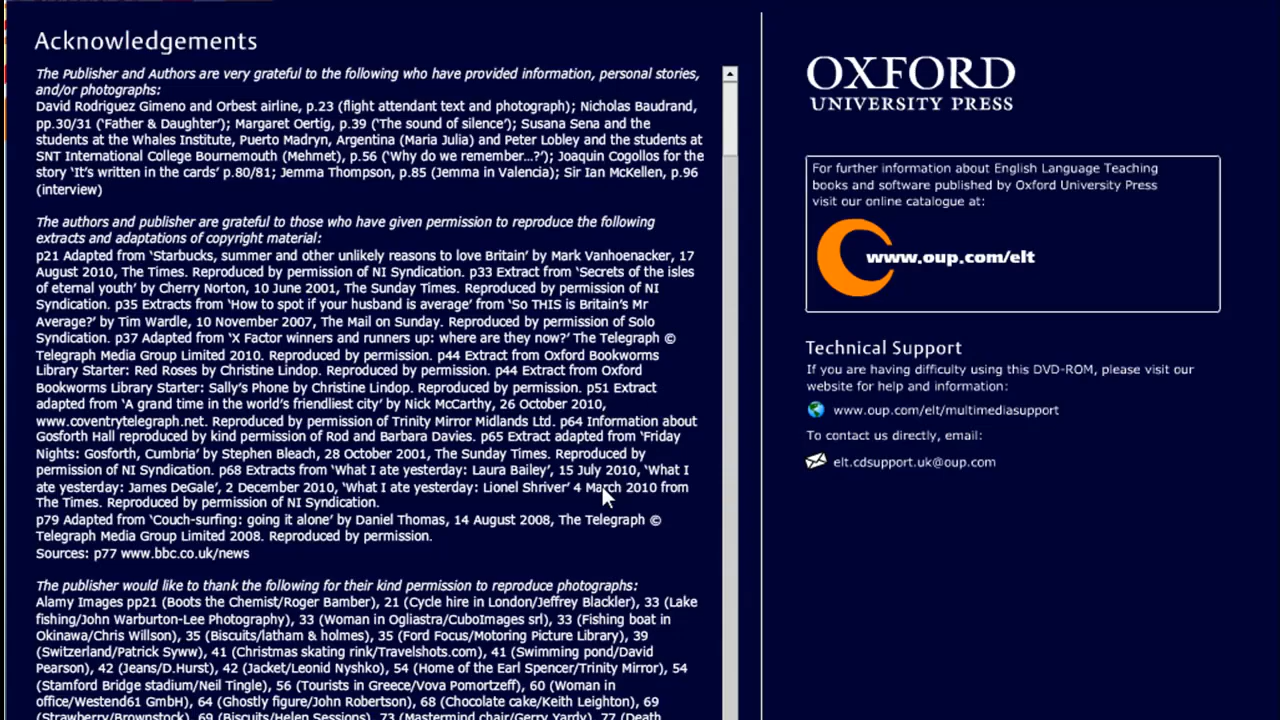 Acknowledgements
The Publisher and Authors are very grateful to the following who have provided information, personal stories,
and/or photographs:
David Rodriguez Gimeno and Orbest airline, p.23 (flight attendant text and photograph); Nicholas Baudrand,
pp.30/31 (‘Father & Daughter’); Margaret Oertig, p.39 (‘The sound of silence’); Susana Sena and the
students at the Whales Institute, Puerto Madryn, Argentina (Maria Julia) and Peter Lobley and the students at
SNT International College Bournemouth (Mehmet), p.56 (‘Why do we remember...?’); Joaquin Cogollos for the
story ‘It’s written in the cards’ p.80/81; Jemma Thompson, p.85 (Jemma in Valencia); Sir Ian McKellen, p.96
(interview)
The authors and publisher are grateful to those who have given permission to reproduce the following
extracts and adaptations of copyright material:
p21 Adapted from ‘Starbucks, summer and other unlikely reasons to love Britain’ by Mark Vanhoenacker, 17
August 2010, The Times. Reproduced by permission of NI Syndication. p33 Extract from ‘Secrets of the isles
of eternal youth’ by Cherry Norton, 10 June 2001, The Sunday Times. Reproduced by permission of NI
Syndication. p35 Extracts from ‘How to spot if your husband is average’ from ‘So THIS is Britain’s Mr
Average?’ by Tim Wardle, 10 November 2007, The Mail on Sunday. Reproduced by permission of Solo
Syndication. p37 Adapted from ‘X Factor winners and runners up: where are they now?’ The Telegraph ©
Telegraph Media Group Limited 2010. Reproduced by permission. p44 Extract from Oxford Bookworms
Library Starter: Red Roses by Christine Lindop. Reproduced by permission. p44 Extract from Oxford
Bookworms Library Starter: Sally’s Phone by Christine Lindop. Reproduced by permission. p51 Extract
adapted from ‘A grand time in the world’s friendliest city’ by Nick McCarthy, 26 October 2010,
www.coventrytelegraph.net. Reproduced by permission of Trinity Mirror Midlands Ltd. p64 Information about
Gosforth Hall reproduced by kind permission of Rod and Barbara Davies. p65 Extract adapted from ‘Friday
Nights: Gosforth, Cumbria’ by Stephen Bleach, 28 October 2001, The Sunday Times. Reproduced by
permission of NI Syndication. p68 Extracts from ‘What I ate yesterday: Laura Bailey’, 15 July 2010, ‘What I
ate yesterday: James DeGale’, 2 December 2010, ‘What I ate yesterday: Lionel Shriver’ 4 March 2010 from
The Times. Reproduced by permission of NI Syndication.
p79 Adapted from ‘Couch-surfing: going it alone’ by Daniel Thomas, 14 August 2008, The Telegraph ©
Telegraph Media Group Limited 2008. Reproduced by permission.
Sources: p77 www.bbc.co.uk/news
The publisher would like to thank the following for their kind permission to reproduce photographs:
Alamy Images pp21 (Boots the Chemist/Roger Bamber), 21 (Cycle hire in London/Jeffrey Blackler), 33 (Lake
fishing/John Warburton-Lee Photography), 33 (Woman in Ogliastra/CuboImages srl), 33 (Fishing boat in
Okinawa/Chris Willson), 35 (Biscuits/latham & holmes), 35 (Ford Focus/Motoring Picture Library), 39
(Switzerland/Patrick Syww), 41 (Christmas skating rink/Travelshots.com), 41 (Swimming pond/David
Pearson), 42 (Jeans/D.Hurst), 42 (Jacket/Leonid Nyshko), 54 (Home of the Earl Spencer/Trinity Mirror), 54
(Stamford Bridge stadium/Neil Tingle), 56 (Tourists in Greece/Vova Pomortzeff), 60 (Woman in
office/Westend61 GmbH), 64 (Ghostly figure/John Robertson), 68 (Chocolate cake/Keith Leighton), 69
(Strawberry/Brownstock), 69 (Biscuits/Helen Sessions), 73 (Mastermind chair/Gerry Yardy), 77 (Death
OXFORD
UNIVERSITY PRESS
For further information about English Language Teaching
books and software published by Oxford University Press
visit our online catalogue at:
www.oup.com/elt
Technical Support
If you are having difficulty using this DVD-ROM, please visit our
website for help and information:
www.oup.com/elt/multimediasupport
To contact us directly, email:
elt.cdsupport.uk@oup.com